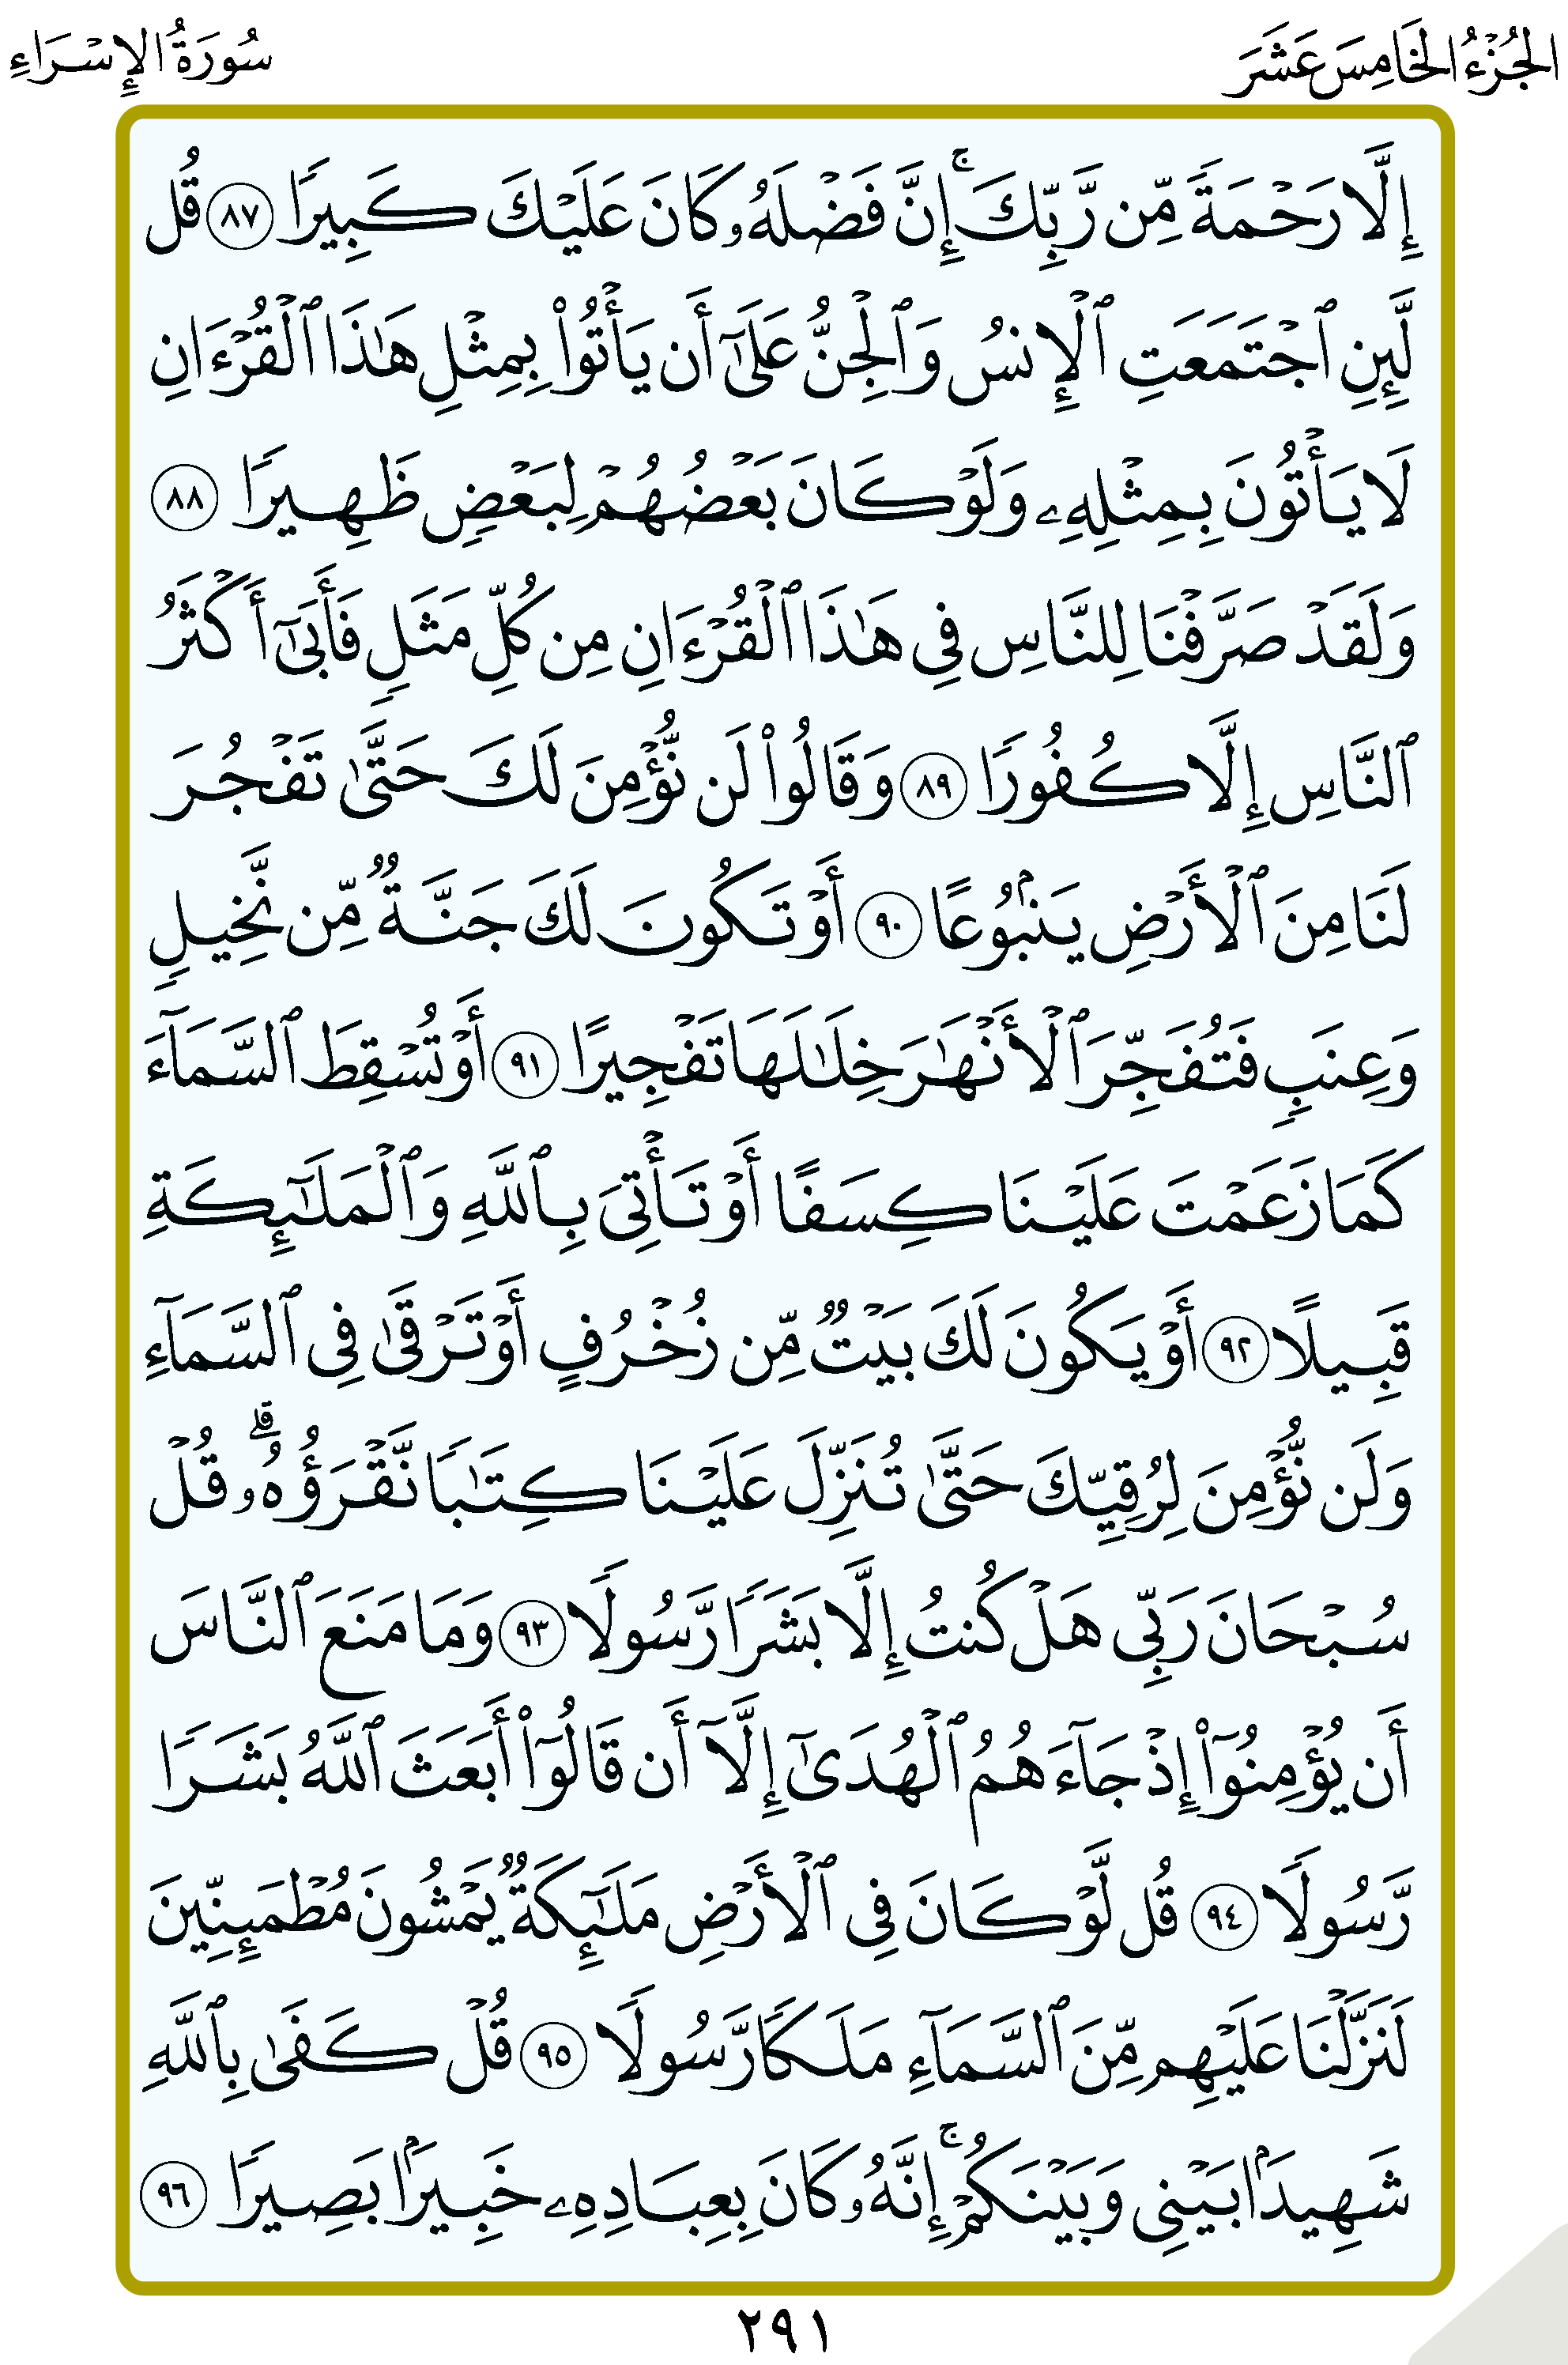 الجُزْءُ الخَامِسَ عَشَرَ
سُورَةُ الإِسْرَاءِ
إِلَّا رَحْمَةً مِّن رَّبِّكَۚ إِنَّ فَضْلَهُۥ كَانَ عَلَيْكَ كَبِيرًا ٨٧ قُل
لَّئِنِ ٱجْتَمَعَتِ ٱلْإِنسُ وَٱلْجِنُّ عَلَىٰٓ أَن يَأْتُوا۟ بِمِثْلِ هَٰذَا ٱلْقُرْءَانِ
لَا يَأْتُونَ بِمِثْلِهِۦ وَلَوْ كَانَ بَعْضُهُمْ لِبَعْضٍ ظَهِيرًا ٨٨
وَلَقَدْ صَرَّفْنَا لِلنَّاسِ فِى هَٰذَا ٱلْقُرْءَانِ مِن كُلِّ مَثَلٍ فَأَبَىٰٓ أَكْثَرُ
ٱلنَّاسِ إِلَّا كُفُورًا ٨٩ وَقَالُوا۟ لَن نُّؤْمِنَ لَكَ حَتَّىٰ تَفْجُرَ
لَنَا مِنَ ٱلْأَرْضِ يَنۢبُوعًا ٩٠ أَوْ تَكُونَ لَكَ جَنَّةٌ مِّن نَّخِيلٍ
وَعِنَبٍ فَتُفَجِّرَ ٱلْأَنْهَٰرَ خِلَٰلَهَا تَفْجِيرًا ٩١ أَوْ تُسْقِطَ ٱلسَّمَآءَ
كَمَا زَعَمْتَ عَلَيْنَا كِسَفًا أَوْ تَأْتِىَ بِٱللَّهِ وَٱلْمَلَٰٓئِكَةِ
قَبِيلًا ٩٢ أَوْ يَكُونَ لَكَ بَيْتٌ مِّن زُخْرُفٍ أَوْ تَرْقَىٰ فِى ٱلسَّمَآءِ
وَلَن نُّؤْمِنَ لِرُقِيِّكَ حَتَّىٰ تُنَزِّلَ عَلَيْنَا كِتَٰبًا نَّقْرَؤُهُۥۗ قُلْ
سُبْحَانَ رَبِّى هَلْ كُنتُ إِلَّا بَشَرًا رَّسُولًا ٩٣ وَمَا مَنَعَ ٱلنَّاسَ
أَن يُؤْمِنُوٓا۟ إِذْ جَآءَهُمُ ٱلْهُدَىٰٓ إِلَّآ أَن قَالُوٓا۟ أَبَعَثَ ٱللَّهُ بَشَرًا
رَّسُولًا ٩٤ قُل لَّوْ كَانَ فِى ٱلْأَرْضِ مَلَٰٓئِكَةٌ يَمْشُونَ مُطْمَئِنِّينَ
لَنَزَّلْنَا عَلَيْهِم مِّنَ ٱلسَّمَآءِ مَلَكًا رَّسُولًا ٩٥ قُلْ كَفَىٰ بِٱللَّهِ
شَهِيدًۢا بَيْنِى وَبَيْنَكُمْۚ إِنَّهُۥ كَانَ بِعِبَادِهِۦ خَبِيرًۢا بَصِيرًا ٩٦
٢٩١